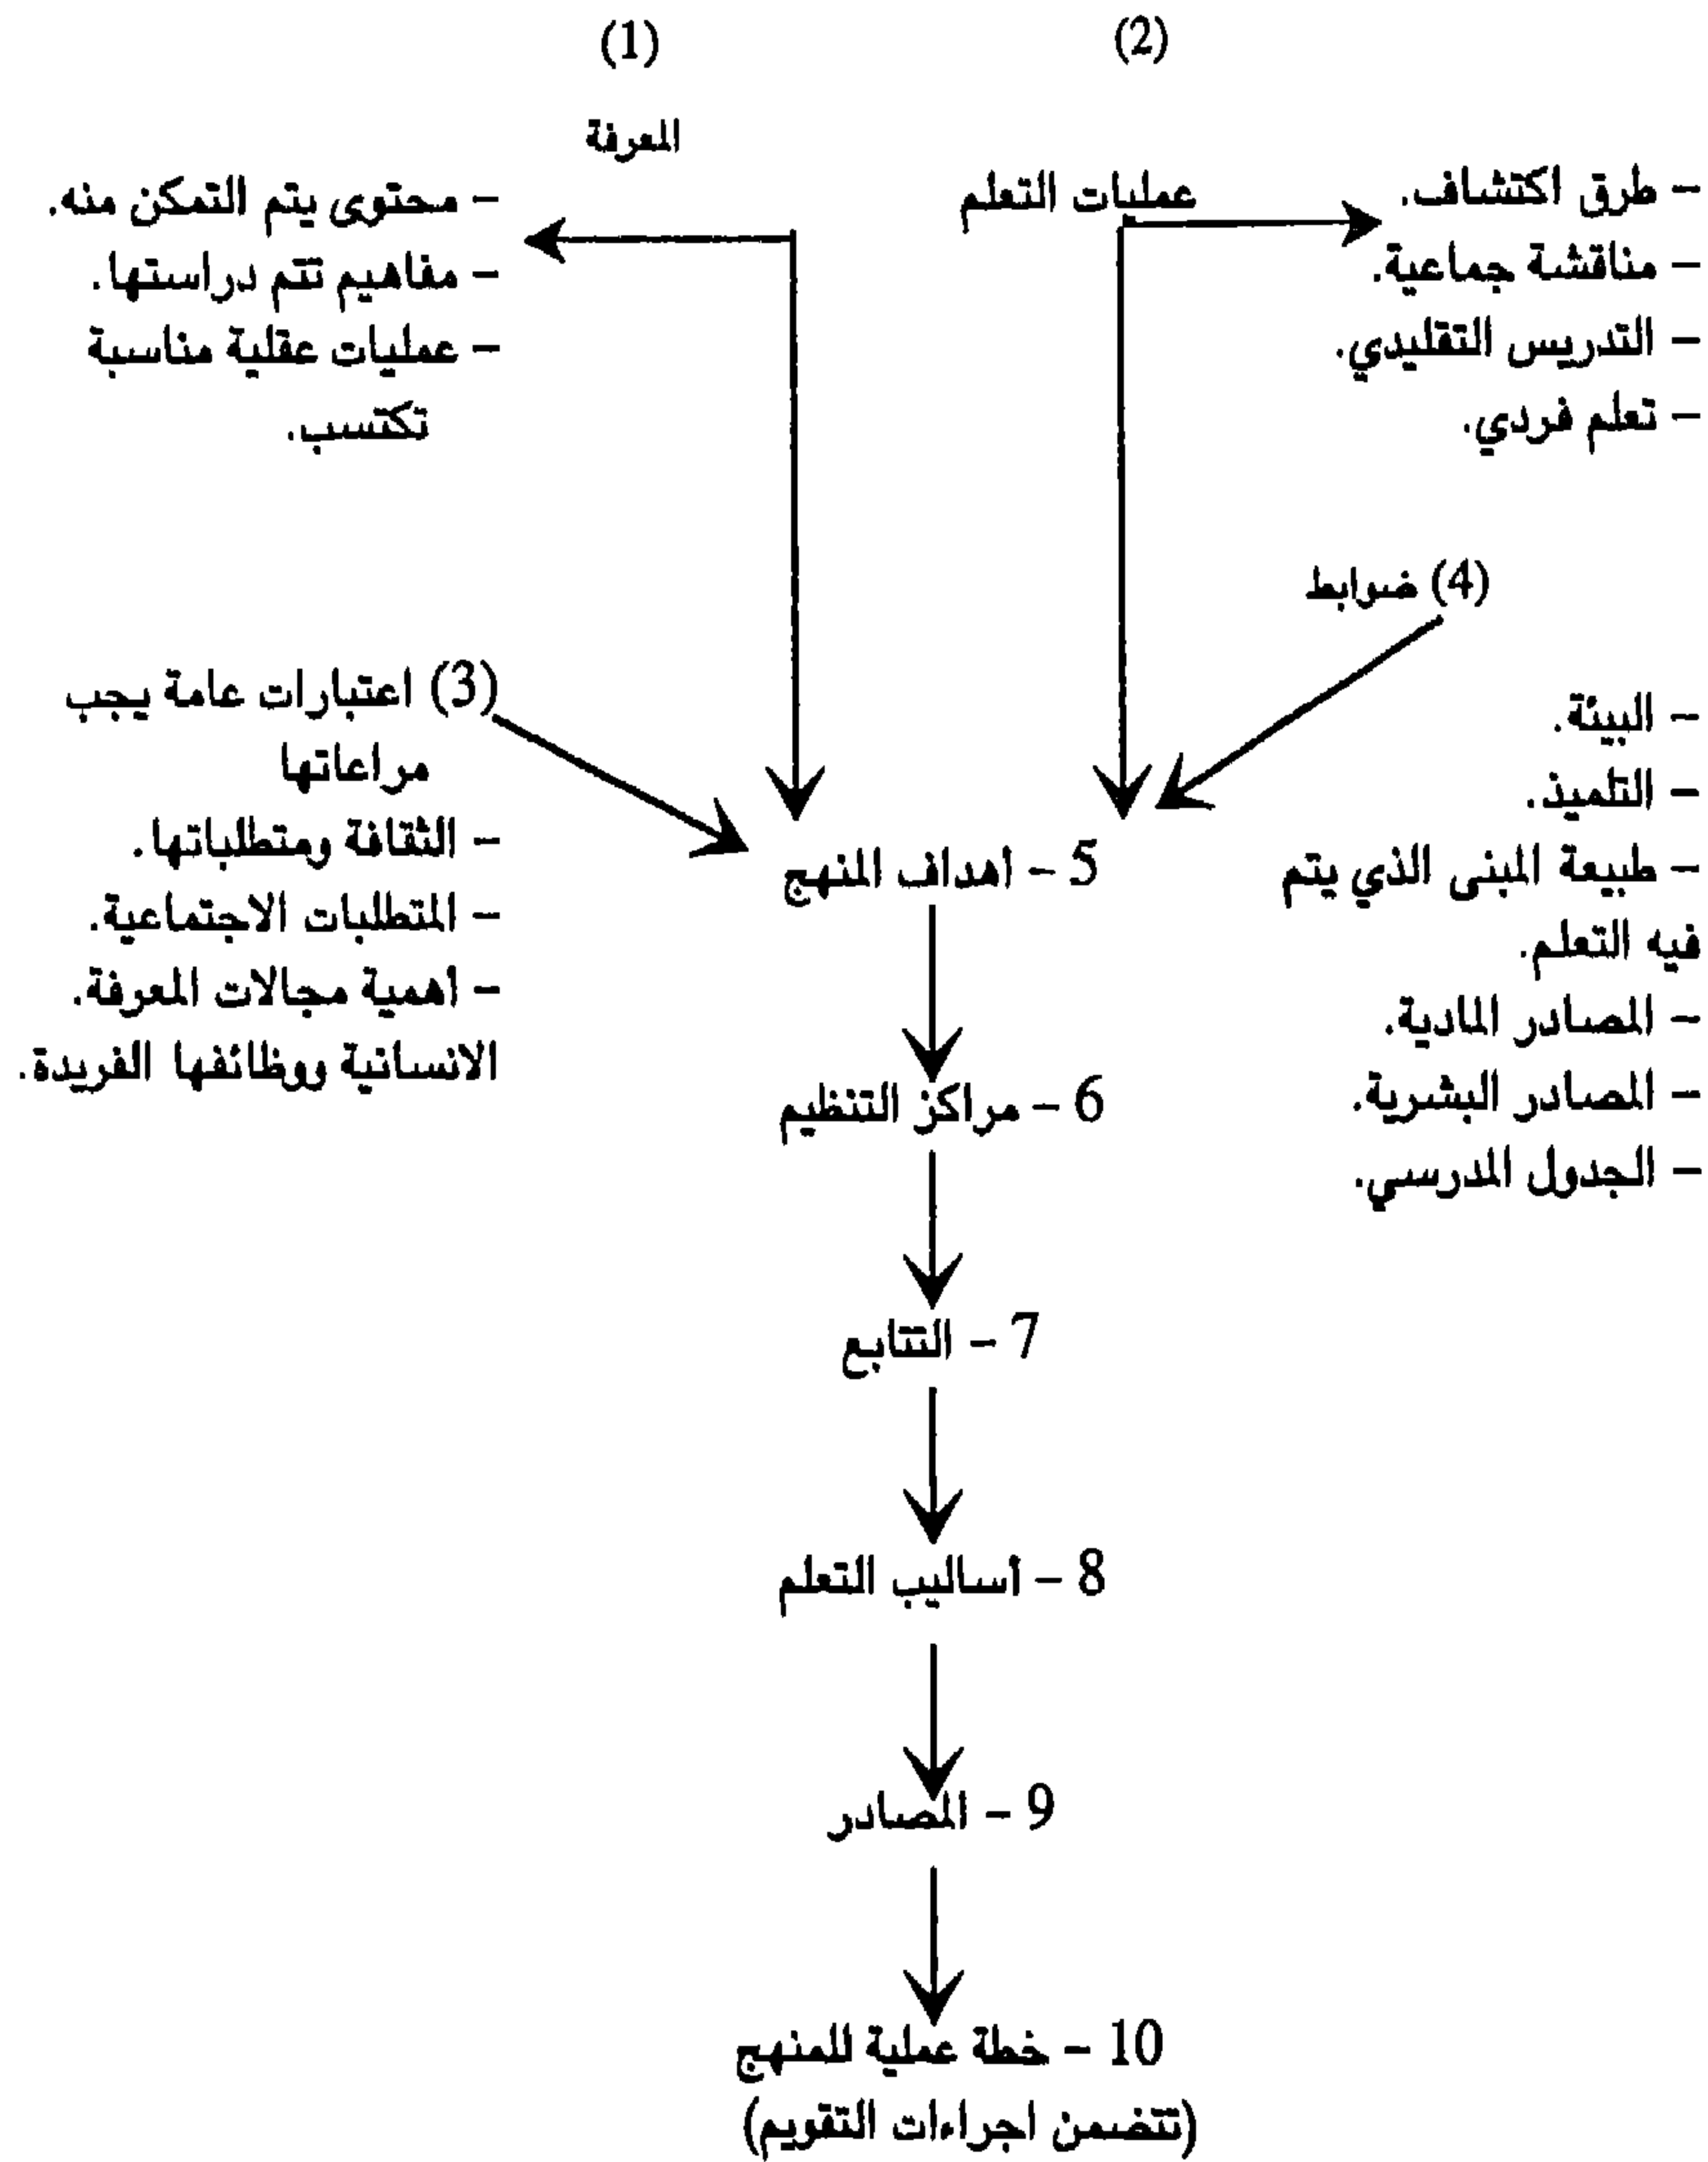 (1)
المعرفة
– محتوى يتم التمكن منه.
– مفاهيم تتم دراستها.
– عمليات عقلية مناسبة
تكتسب.
(2)
عمليات التعلم
– طرق اكتشاف.
– مناقشة جماعية.
– التدريس التقليدي.
– تعلم فردي.
(3) اعتبارات عامة يجب
مراعاتها
– الثقافة ومتطلباتها.
– المتطلبات الاجتماعية.
– اهمية مجالات المعرفة.
الانسانية ووظائفها الفريدة.
(4) ضوابط
– البيئة.
– التلميذ.
– طبيعة المبنى الذي يتم
فيه التعلم.
– المصادر المادية.
– المصادر البشرية.
– الجدول المدرسي.
5 – اهداف المنهج
6 – مراكز التنظيم
7 – التتابع
8 – أساليب التعلم
9 – المصادر
10 – خطة عملية للمنهج
(تتضمن اجراءات التقويم)